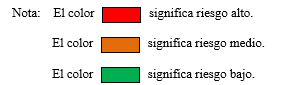 Nota: El color significa riesgo alto.
El color significa riesgo medio.
El color significa riesgo bajo.